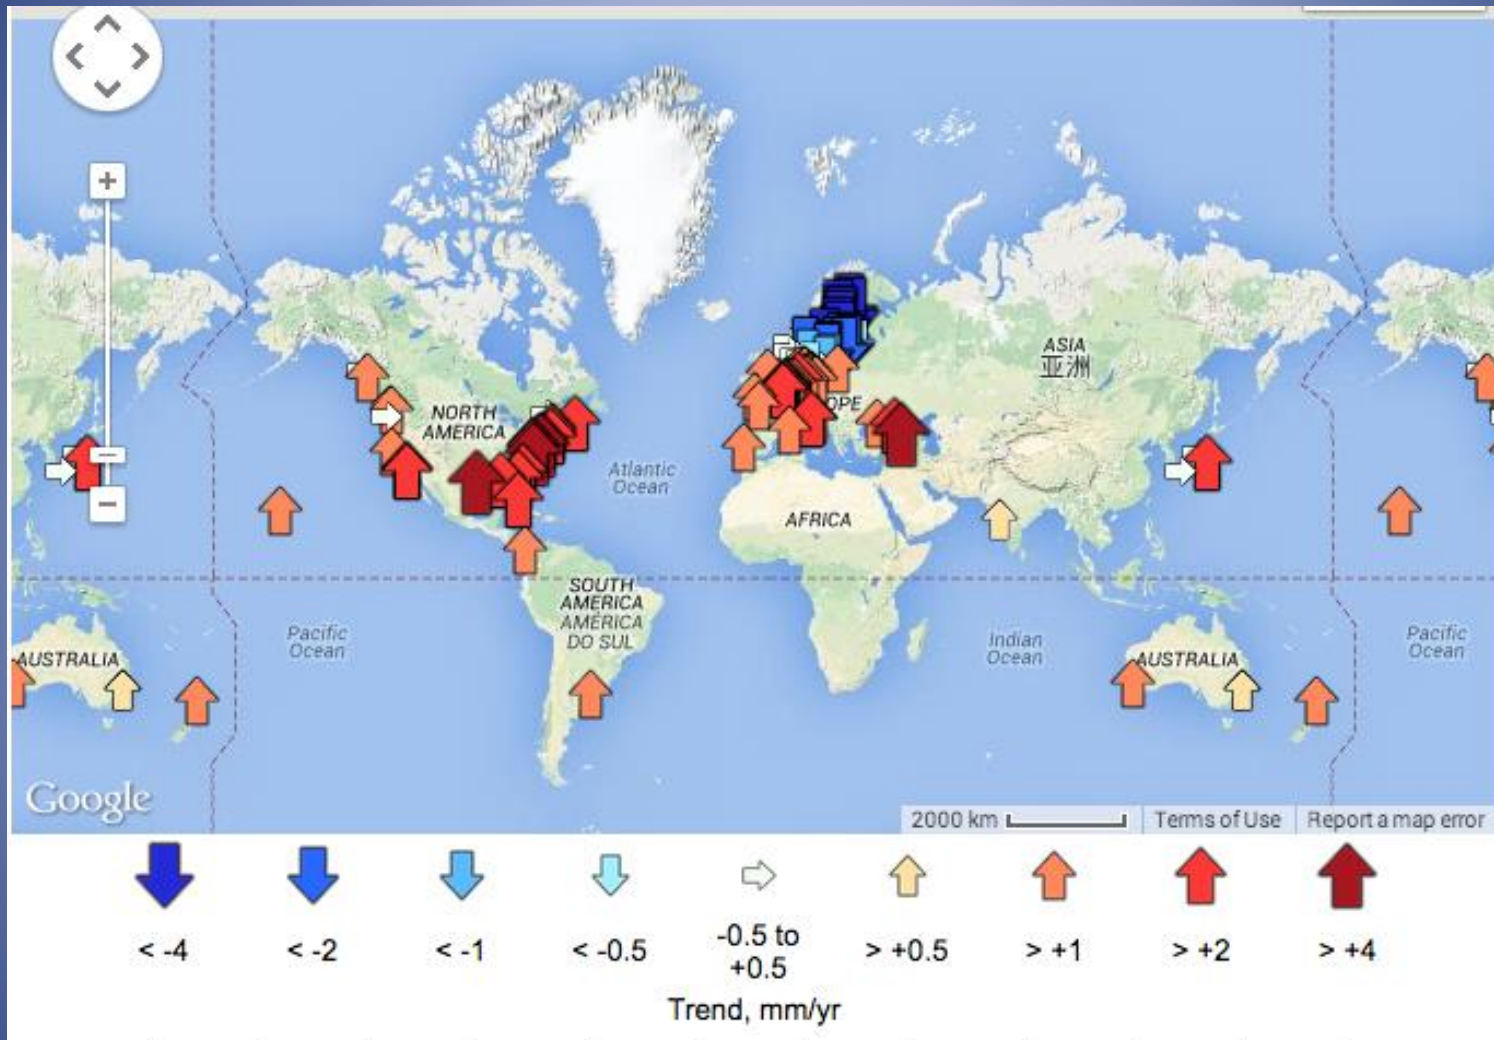 ASIA
亚洲
NORTH
AMERICA
OPE
Atlantic
Ocean
AFRICA
SOUTH
AMERICA
AMÉRICA
DO SUL
Pacific
Ocean
Indian
Ocean
Pacific
Ocean
AUSTRALIA
AUSTRALIA
Google
2000 km
Terms of Use
Report a map error
< -4
< -2
< -1
< -0.5
-0.5 to
+0.5
> +0.5
> +1
> +2
> +4
Trend, mm/yr